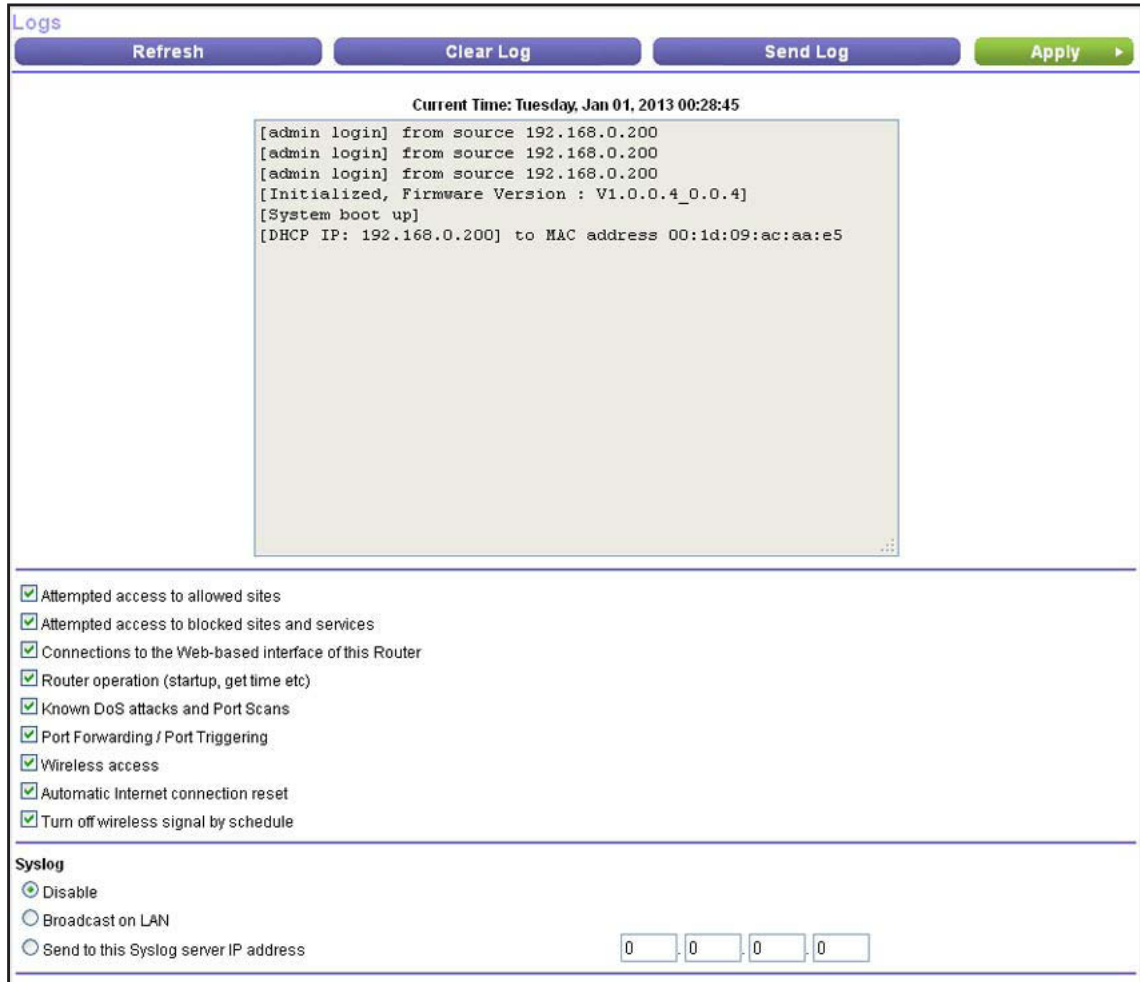 Logs
Refresh Clear Log Send Log Apply
Current Time: Tuesday, Jan 01, 2013 00:28:45
[admin login] from source 192.168.0.200
[admin login] from source 192.168.0.200
[admin login] from source 192.168.0.200
[Initialized, Firmware Version : V1.0.0.4_0.0.4]
[System boot up]
[DHCP IP: 192.168.0.200] to MAC address 00:1d:09:ac:aa:e5
Attempted access to allowed sites
Attempted access to blocked sites and services
Connections to the Web-based interface of this Router
Router operation (startup, get time etc)
Known DoS attacks and Port Scans
Port Forwarding / Port Triggering
Wireless access
Automatic Internet connection reset
Turn off wireless signal by schedule
Syslog
Disable
Broadcast on LAN
Send to this Syslog server IP address 0 . 0 . 0 . 0